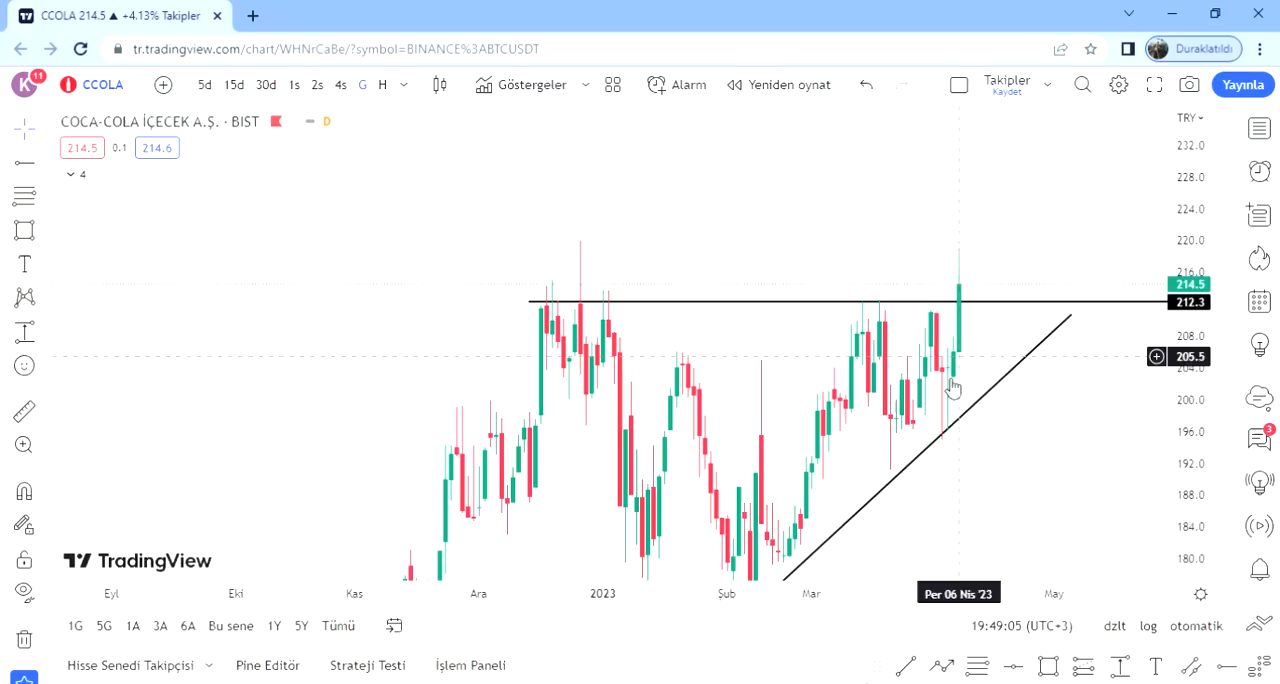 CCOLA 214.5 ▲ +4.13% Takipler
tr.tradingview.com/chart/WHNrCaBe/?symbol=BINANCE%3ABTCUSDT
Duraklatıldı
K 11
CCOLA
5d 15d 30d 1s 2s 4s G H
Göstergeler
Alarm
Yeniden oynat
Takipler
Kaydet
Yayınla
COCA-COLA İÇECEK A.Ş. · BIST
D
TRY
214.5 0.1 214.6
4
232.0
228.0
224.0
220.0
216.0
214.5
212.3
208.0
205.5
204.0
200.0
196.0
192.0
188.0
184.0
180.0
3
TradingView
Eyl Eki Kas Ara 2023 Şub Mar Per 06 Nis '23 May
1G 5G 1A 3A 6A Bu sene 1Y 5Y Tümü
19:49:05 (UTC+3) dzlt log otomatik
Hisse Senedi Takipçisi Pine Editör Strateji Testi İşlem Paneli